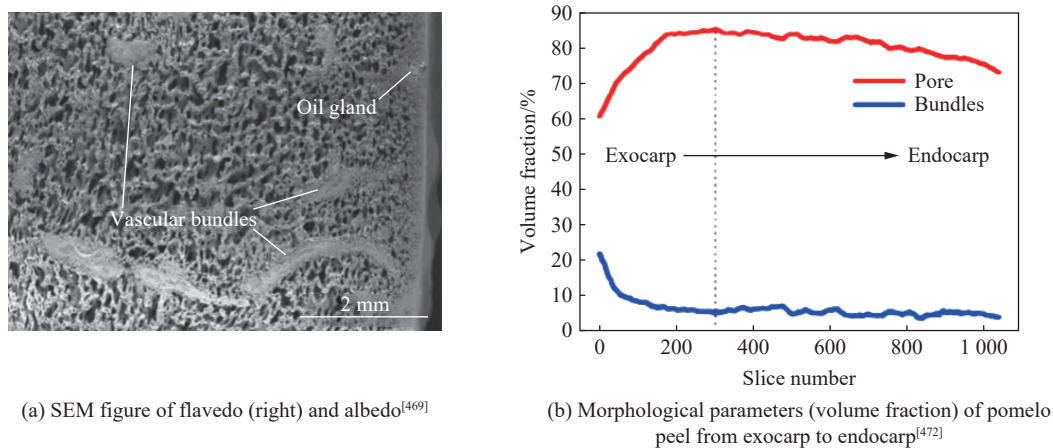 Oil gland
Vascular bundles
2 mm
(a) SEM figure of flavedo (right) and albedo[469]
90
80
70
60
50
40
30
20
10
0
Volume fraction/%
Pore
Bundles
Exocarp
Endocarp
0
200
400
600
800
1 000
Slice number
(b) Morphological parameters (volume fraction) of pomelo
peel from exocarp to endocarp[472]